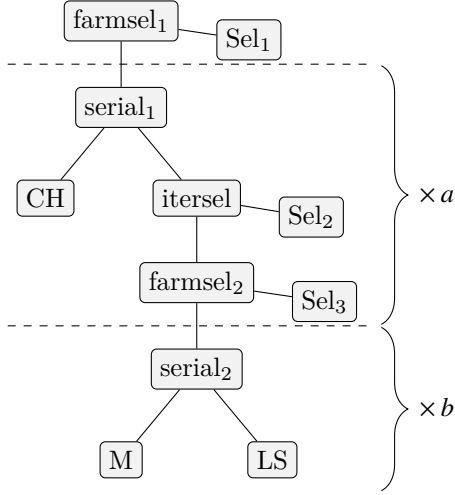 farmsel₁
Sel₁
serial₁
CH
itersel
Sel₂
× a
farmsel₂
Sel₃
serial₂
× b
M
LS